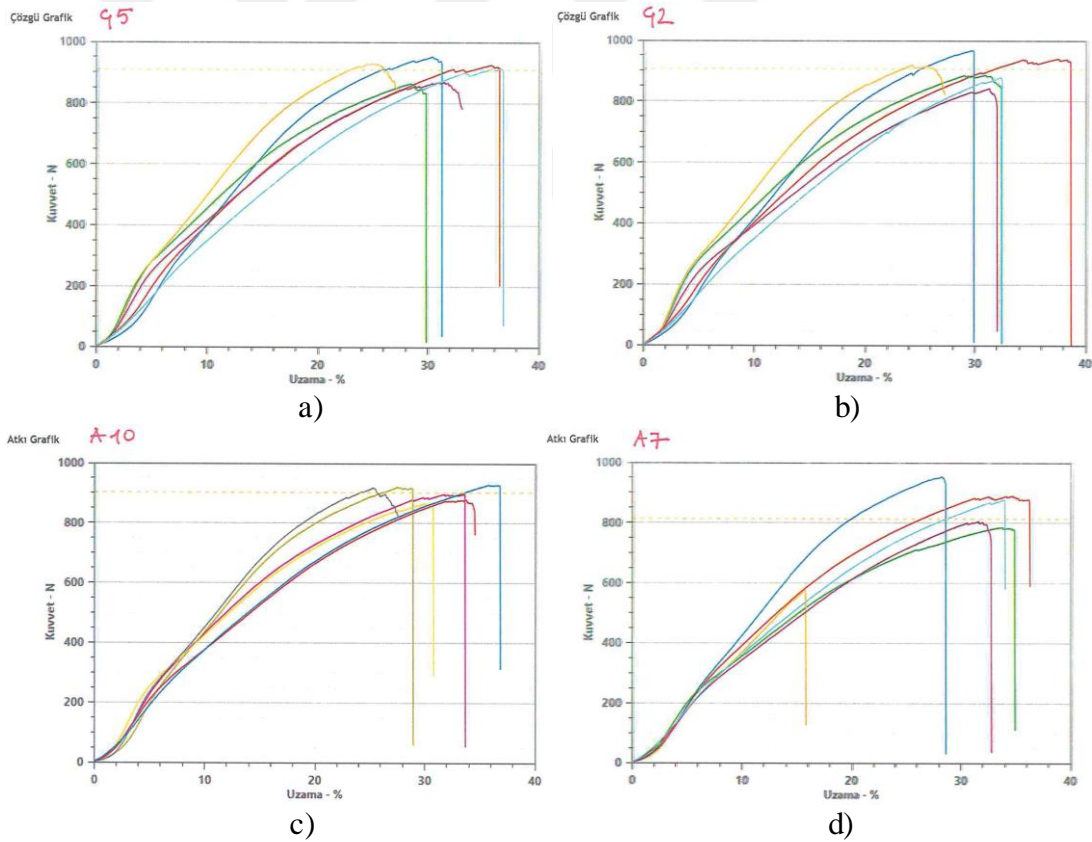 Çözgü Grafik
Ç5
1000
800
600
400
200
0
Kuvvet - N
0 10 20 30 40
Uzama - %
a)
Çözgü Grafik
Ç2
1000
800
600
400
200
0
Kuvvet - N
0 10 20 30 40
Uzama - %
b)
Atkı Grafik
A10
1000
800
600
400
200
0
Kuvvet - N
0 10 20 30 40
Uzama - %
c)
Atkı Grafik
A7
1000
800
600
400
200
0
Kuvvet - N
0 10 20 30 40
Uzama - %
d)